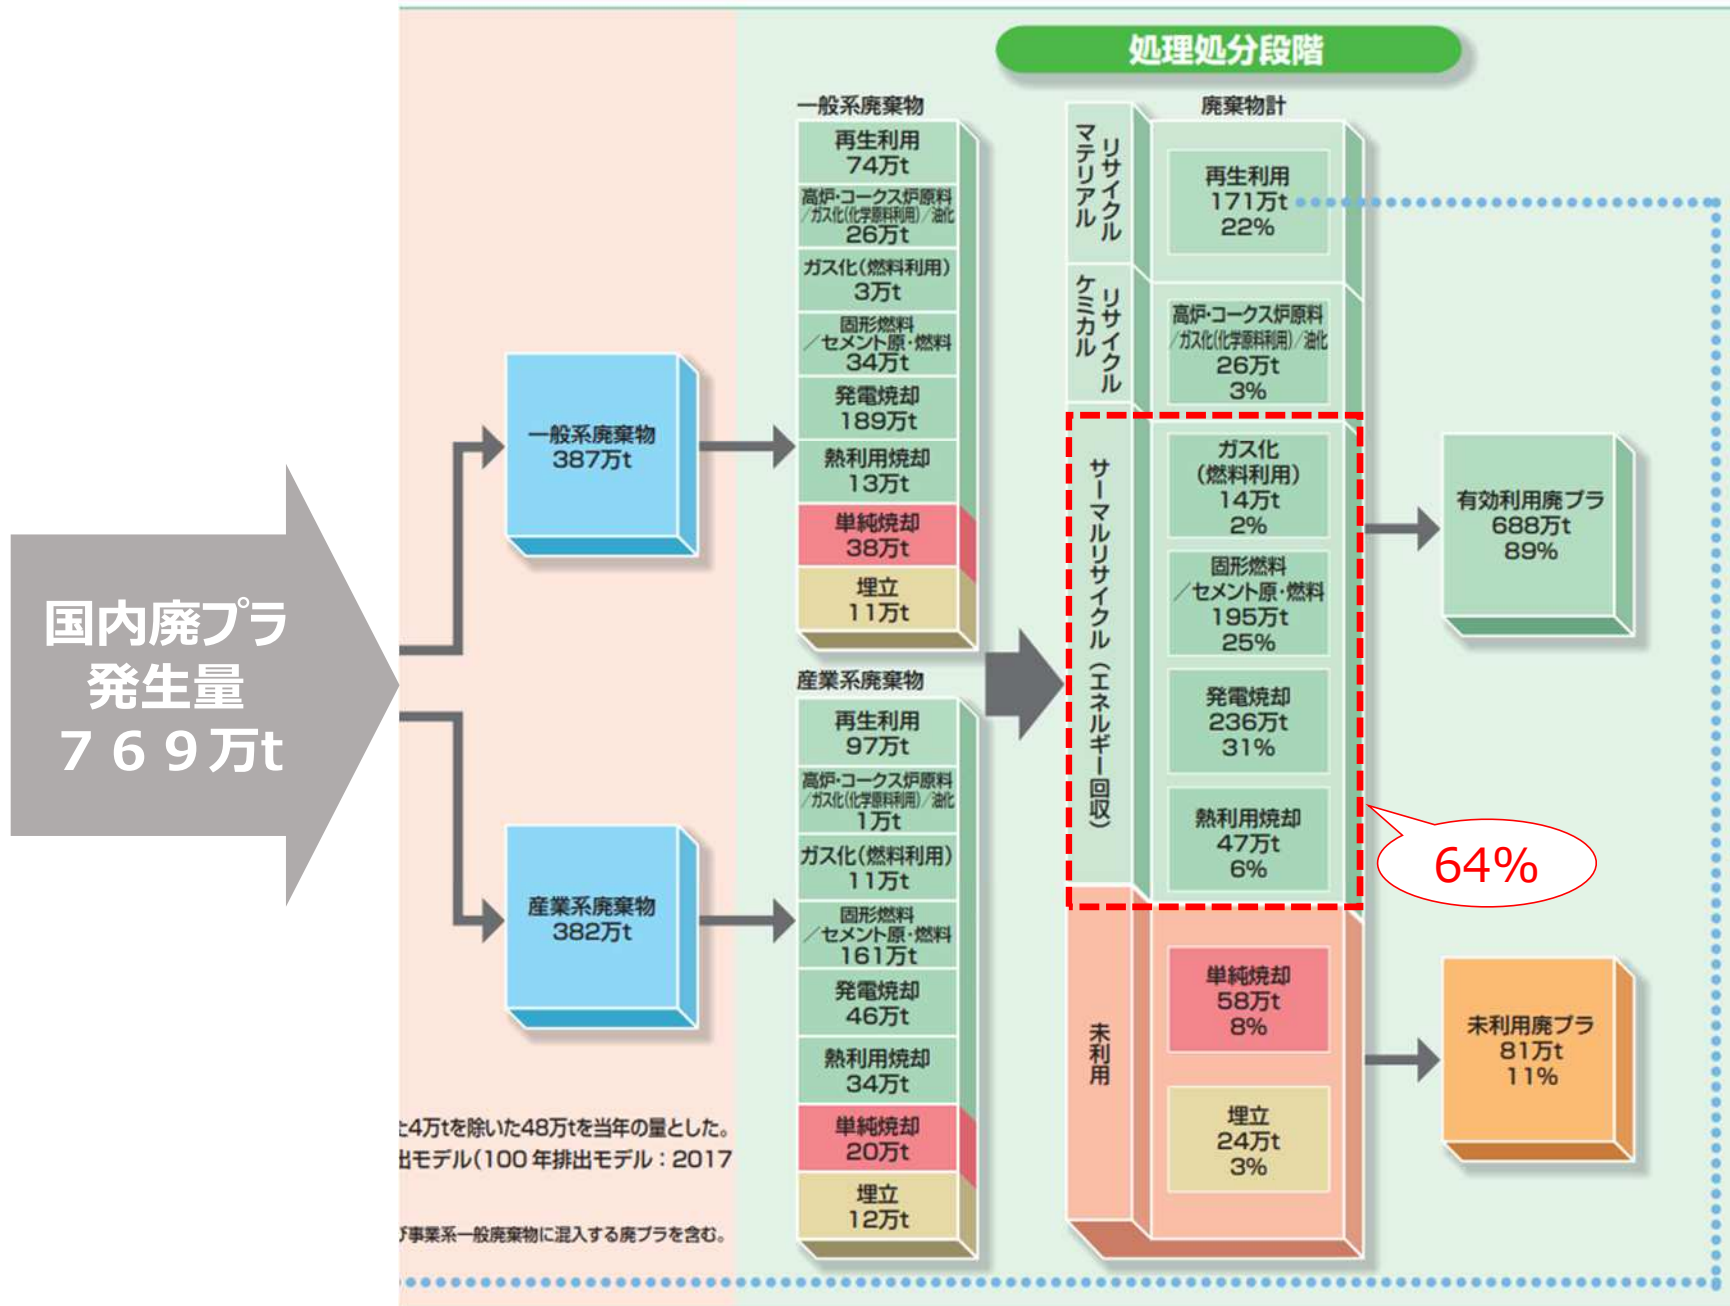 処理処分段階
国内廃プラ
発生量
７６９万t
一般系廃棄物
387万t
産業系廃棄物
382万t
一般系廃棄物
再生利用
74万t
高炉・コークス炉原料
／ガス化(化学原料利用)／油化
26万t
ガス化(燃料利用)
3万t
固形燃料
／セメント原・燃料
34万t
発電焼却
189万t
熱利用焼却
13万t
単純焼却
38万t
埋立
11万t
産業系廃棄物
再生利用
97万t
高炉・コークス炉原料
／ガス化(化学原料利用)／油化
1万t
ガス化(燃料利用)
11万t
固形燃料
／セメント原・燃料
161万t
発電焼却
46万t
熱利用焼却
34万t
単純焼却
20万t
埋立
12万t
廃棄物計
マテリアル
リサイクル
再生利用
171万t
22%
ケミカル
リサイクル
高炉・コークス炉原料
／ガス化(化学原料利用)／油化
26万t
3%
サーマルリサイクル（エネルギー回収）
ガス化
(燃料利用)
14万t
2%
固形燃料
／セメント原・燃料
195万t
25%
発電焼却
236万t
31%
熱利用焼却
47万t
6%
64%
未利用
単純焼却
58万t
8%
埋立
24万t
3%
有効利用廃プラ
688万t
89%
未利用廃プラ
81万t
11%
た4万tを除いた48万tを当年の量とした。
出モデル(100年排出モデル：2017
び事業系一般廃棄物に混入する廃プラを含む。